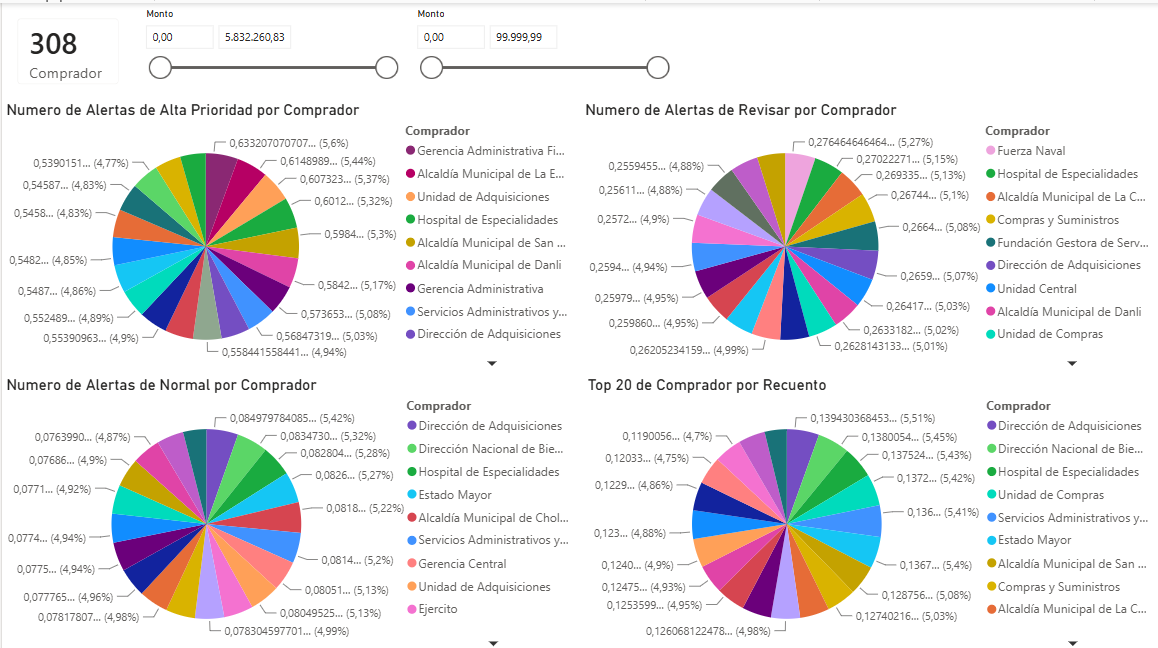 308
Comprador
Monto
0,00
5.832.260,83
Monto
0,00
99.999,99
Numero de Alertas de Alta Prioridad por Comprador
0,633207070707... (5,6%)
0,6148989... (5,44%)
0,607323... (5,37%)
0,6012... (5,32%)
0,5984... (5,3%)
0,5842... (5,17%)
0,573653... (5,08%)
0,56847319... (5,03%)
0,558441558441... (4,94%)
0,55390963... (4,9%)
0,552489... (4,89%)
0,5487... (4,86%)
0,5482... (4,85%)
0,5458... (4,83%)
0,54587... (4,83%)
0,5390151... (4,77%)
Comprador
Gerencia Administrativa Fi...
Alcaldía Municipal de La E...
Unidad de Adquisiciones
Hospital de Especialidades
Alcaldía Municipal de San ...
Alcaldía Municipal de Danli
Gerencia Administrativa
Servicios Administrativos y...
Dirección de Adquisiciones
Numero de Alertas de Revisar por Comprador
0,276464646464... (5,27%)
0,27022271... (5,15%)
0,269335... (5,13%)
0,26744... (5,1%)
0,2664... (5,08%)
0,2659... (5,07%)
0,26417... (5,03%)
0,2633182... (5,02%)
0,2628143133... (5,01%)
0,26205234159... (4,99%)
0,259860... (4,95%)
0,25979... (4,95%)
0,2594... (4,94%)
0,2572... (4,9%)
0,25611... (4,88%)
0,2559455... (4,88%)
Comprador
Fuerza Naval
Hospital de Especialidades
Alcaldía Municipal de La C...
Compras y Suministros
Fundación Gestora de Serv...
Dirección de Adquisiciones
Unidad Central
Alcaldía Municipal de Danli
Unidad de Compras
Numero de Alertas de Normal por Comprador
0,084979784085... (5,42%)
0,0834730... (5,32%)
0,082804... (5,28%)
0,0826... (5,27%)
0,0818... (5,22%)
0,0814... (5,2%)
0,08051... (5,13%)
0,08049525... (5,13%)
0,078304597701... (4,99%)
0,07817807... (4,98%)
0,077765... (4,96%)
0,0775... (4,94%)
0,0774... (4,94%)
0,0771... (4,92%)
0,07686... (4,9%)
0,0763990... (4,87%)
Comprador
Dirección de Adquisiciones
Dirección Nacional de Bie...
Hospital de Especialidades
Estado Mayor
Alcaldía Municipal de Chol...
Servicios Administrativos y...
Gerencia Central
Unidad de Adquisiciones
Ejercito
Top 20 de Comprador por Recuento
0,139430368453... (5,51%)
0,1380054... (5,45%)
0,137524... (5,43%)
0,1372... (5,42%)
0,136... (5,41%)
0,1367... (5,4%)
0,128756... (5,08%)
0,12740216... (5,03%)
0,126068122478... (4,98%)
0,1253599... (4,95%)
0,12475... (4,93%)
0,1240... (4,9%)
0,123... (4,88%)
0,1229... (4,86%)
0,12033... (4,75%)
0,1190056... (4,7%)
Comprador
Dirección de Adquisiciones
Dirección Nacional de Bie...
Hospital de Especialidades
Unidad de Compras
Servicios Administrativos y...
Estado Mayor
Alcaldía Municipal de San ...
Compras y Suministros
Alcaldía Municipal de La C...